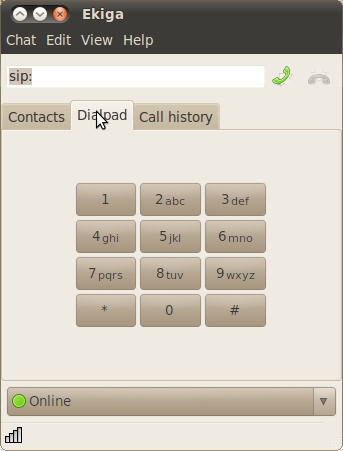 Ekiga
Chat Edit View Help
sip:
Contacts Dialpad Call history
1 2abc 3def
4ghi 5jkl 6mno
7pqrs 8tuv 9wxyz
* 0 #
Online